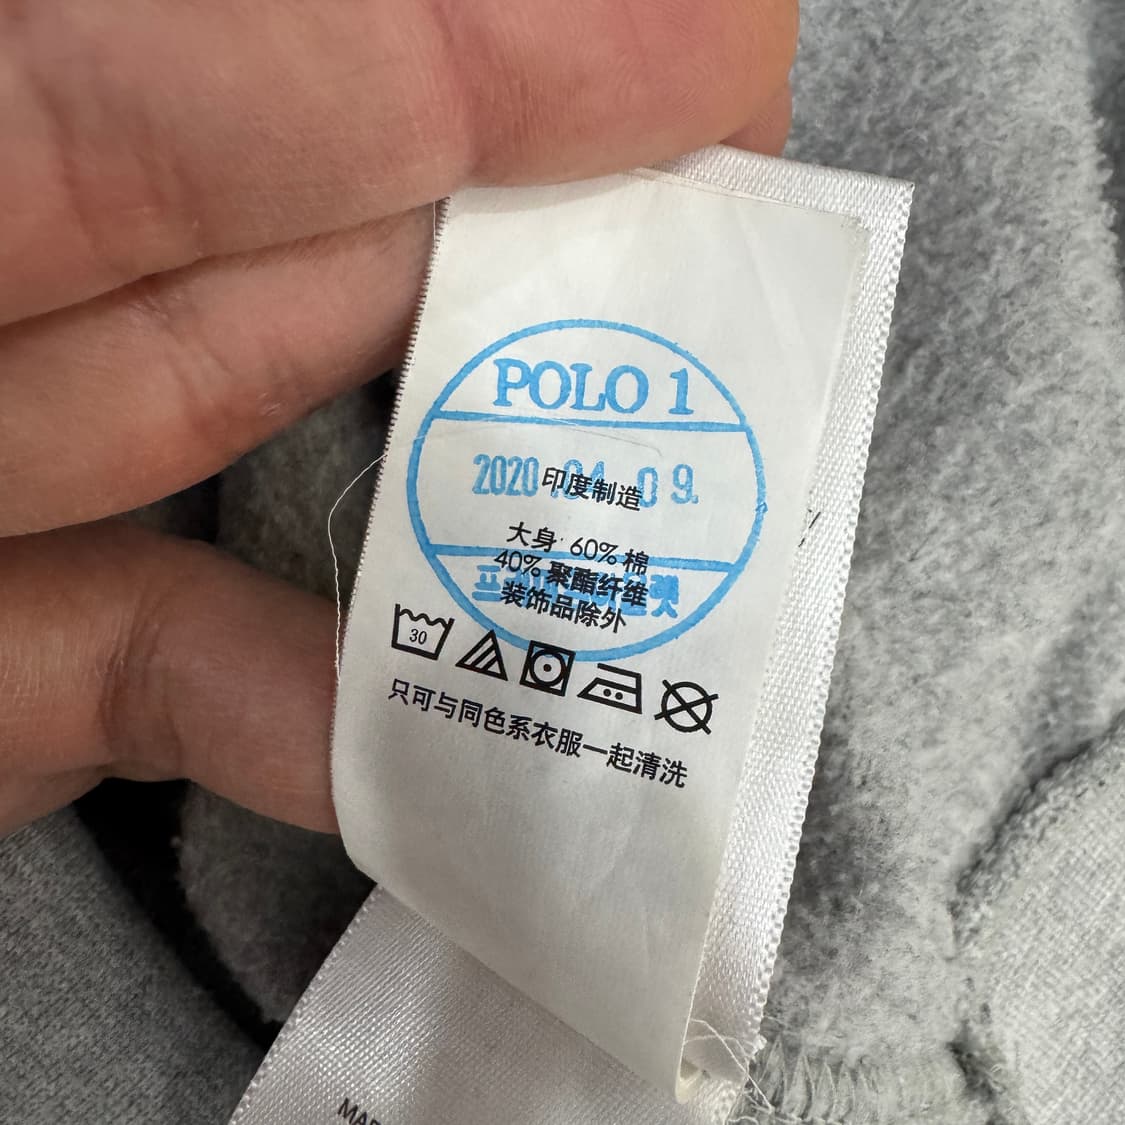 POLO 1
2020 .04. 09.
印度制造
大身 60% 棉
40% 聚酯纤维
装饰品除外
30
只可与同色系衣服一起清洗